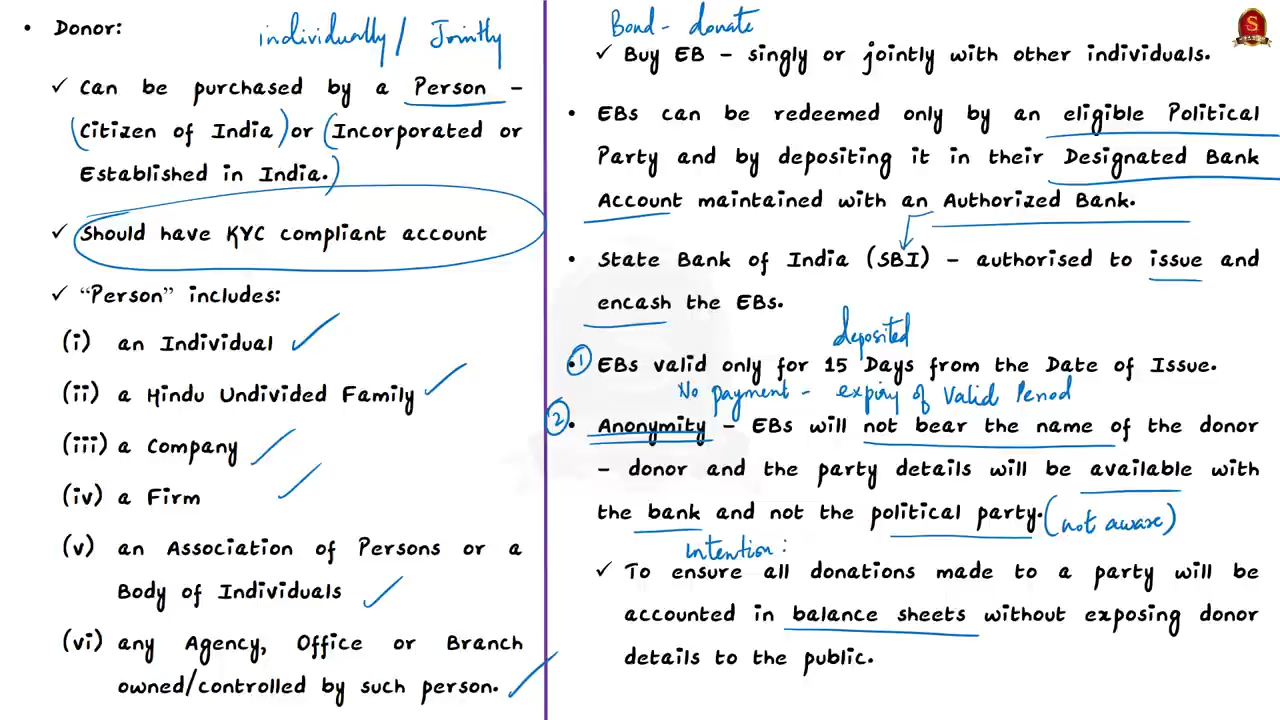 • Donor:
individually / Jointly
✓ Can be purchased by a Person –
(Citizen of India) or (Incorporated or
Established in India.)
✓ Should have KYC compliant account
✓ "Person" includes:
(i) an Individual
(ii) a Hindu Undivided Family
(iii) a Company
(iv) a Firm
(v) an Association of Persons or a
Body of Individuals
(vi) any Agency, Office or Branch
owned/controlled by such person.
Bond - donate
✓ Buy EB – singly or jointly with other individuals.
• EBs can be redeemed only by an eligible Political
Party and by depositing it in their Designated Bank
Account maintained with an Authorized Bank.
• State Bank of India (SBI) – authorised to issue and
encash the EBs.
deposited
1 • EBs valid only for 15 Days from the Date of Issue.
No payment - expiry of Valid Period
2 • Anonymity – EBs will not bear the name of the donor
– donor and the party details will be available with
the bank and not the political party. (not aware)
intention:
✓ To ensure all donations made to a party will be
accounted in balance sheets without exposing donor
details to the public.
S